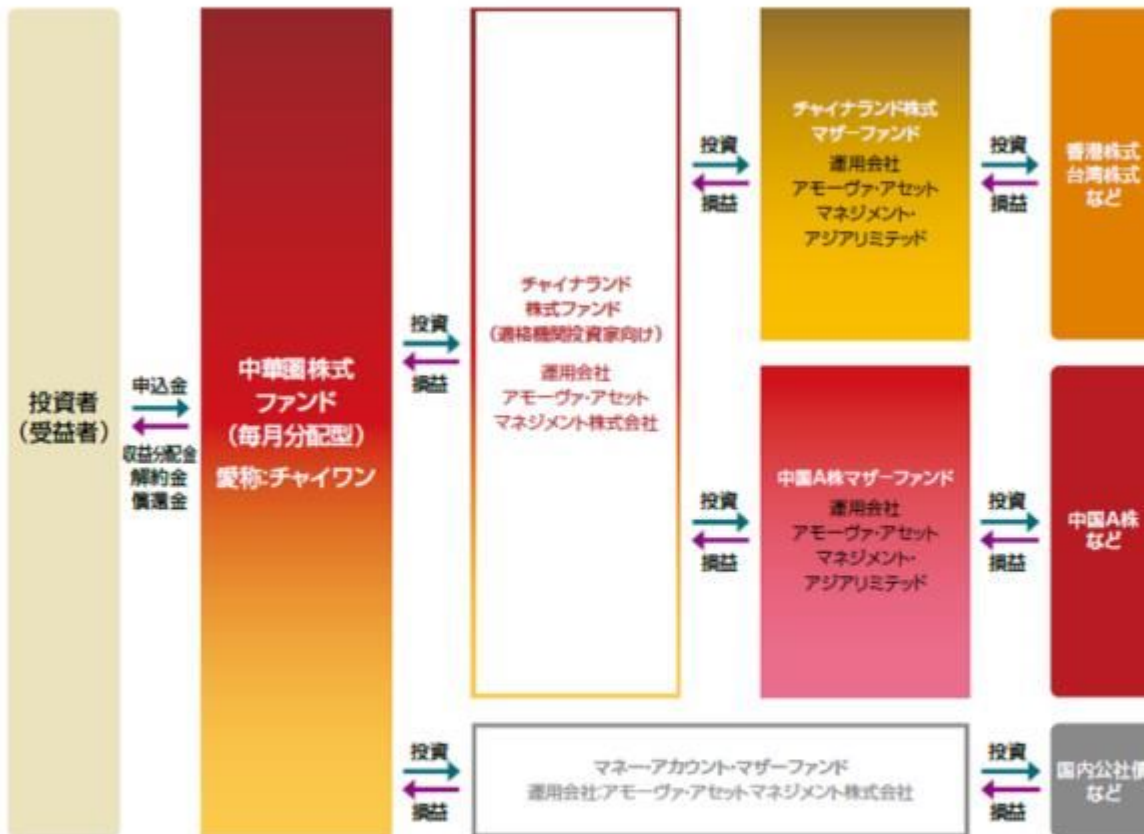 投資者
（受益者）
申込金
収益分配金
解約金
償還金
中華圏株式
ファンド
（毎月分配型）
愛称:チャイワン
投資
損益
チャイナランド
株式ファンド
（適格機関投資家向け）
運用会社
アモーヴァ・アセット
マネジメント株式会社
投資
損益
チャイナランド株式
マザーファンド
運用会社
アモーヴァ・アセット
マネジメント・
アジアリミテッド
投資
損益
香港株式
台湾株式
など
投資
損益
中国A株マザーファンド
運用会社
アモーヴァ・アセット
マネジメント・
アジアリミテッド
投資
損益
中国A株
など
投資
損益
マネー・アカウント・マザーファンド
運用会社:アモーヴァ・アセットマネジメント株式会社
投資
損益
国内公社債
など